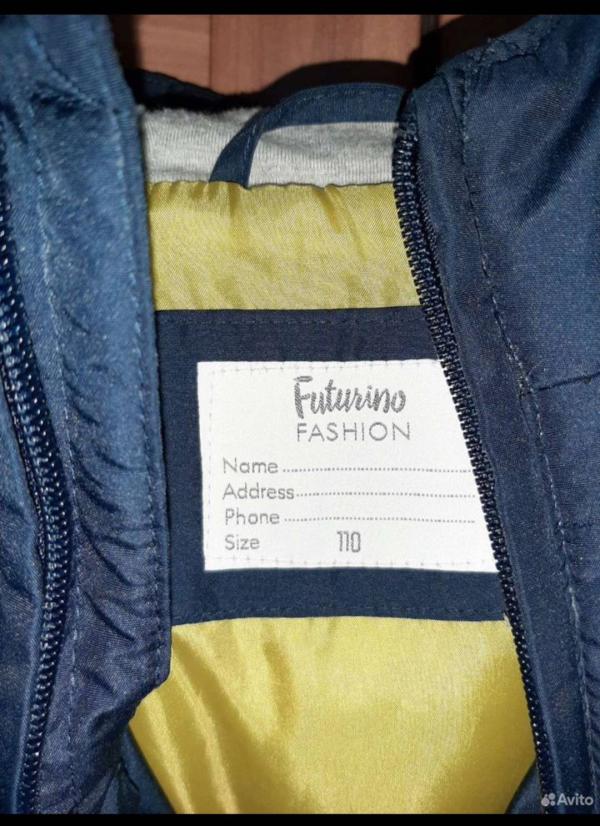 Futurino
FASHION
Name
Address
Phone
Size 110
Avito